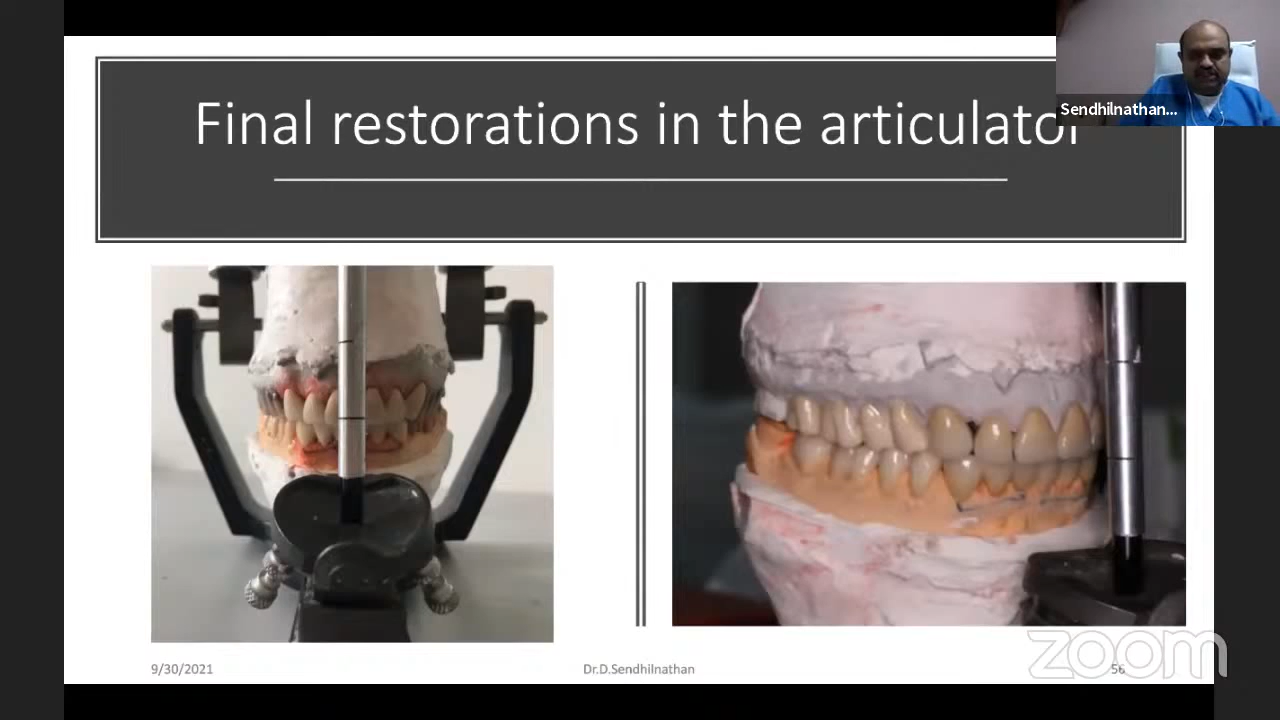 Final restorations in the articulator
Sendhilnathan...
9/30/2021
Dr.D.Sendhilnathan
56
zoom